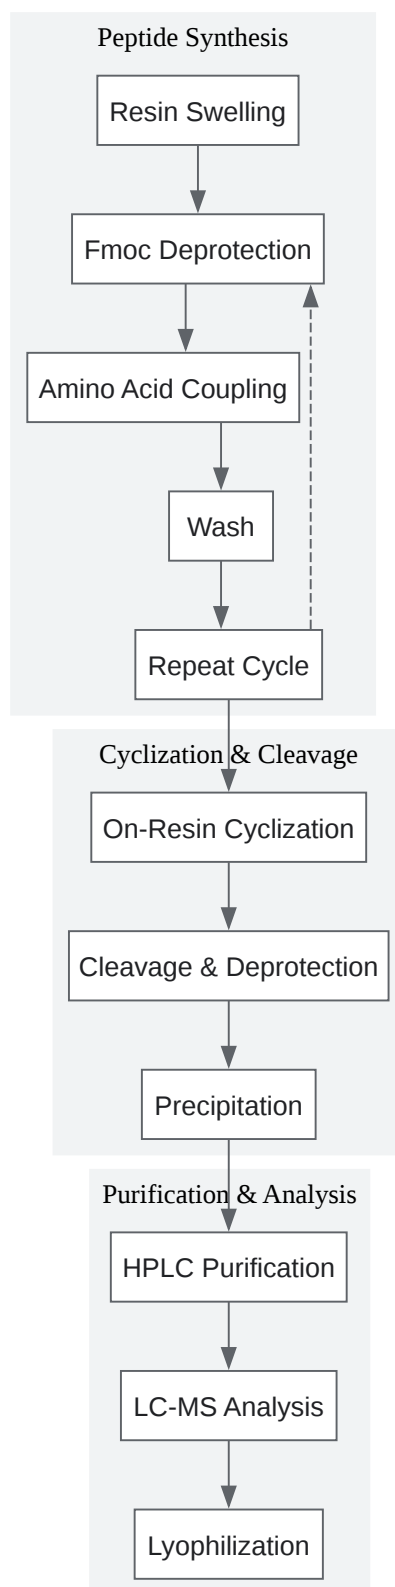 Peptide Synthesis
Resin Swelling
Fmoc Deprotection
Amino Acid Coupling
Wash
Repeat Cycle
Cyclization & Cleavage
On-Resin Cyclization
Cleavage & Deprotection
Precipitation
Purification & Analysis
HPLC Purification
LC-MS Analysis
Lyophilization